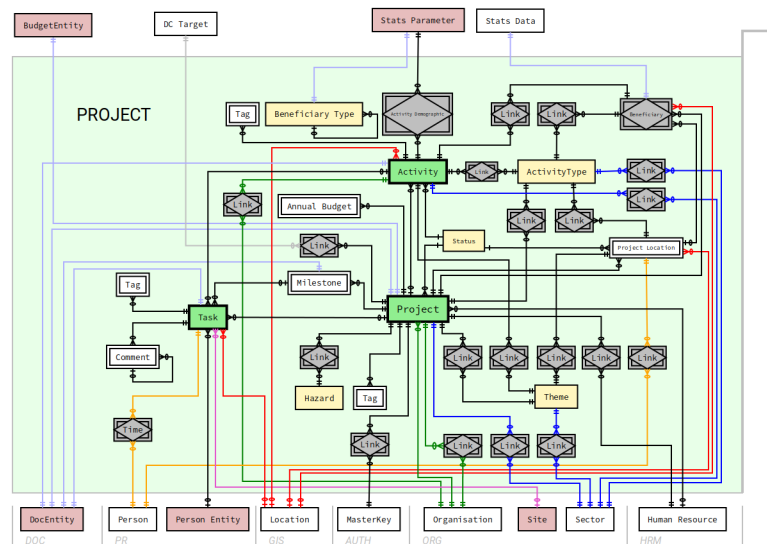 BudgetEntity
DC Target
Stats Parameter
Stats Data
PROJECT
Tag
Beneficiary Type
Activity Demographic
Link
Link
Beneficiary
Activity
Link
ActivityType
Link
Link
Link
Annual Budget
Link
Link
Status
Project Location
Link
Tag
Milestone
Task
Project
Comment
Link
Link
Link
Link
Link
Link
Hazard
Tag
Theme
Time
Link
Link
Link
Link
DocEntity
Person
Person Entity
Location
MasterKey
Organisation
Site
Sector
Human Resource
DOC
PR
GIS
AUTH
ORG
HRM